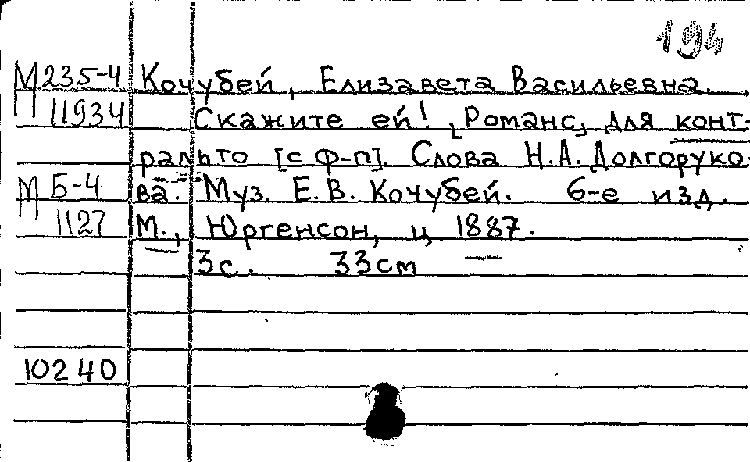 194
М 235-4 Кочубей, Елизавета Васильевна.
П 11934 Скажите ей! [Романс] для конт-
ральто [с ф-п]. Слова Н.А. Долгоруко-
М Б-4 ва. Муз. Е.В. Кочубей. 6-е изд.
П 1127 М., Юргенсон, ц 1887.
3с. 33см —
10240